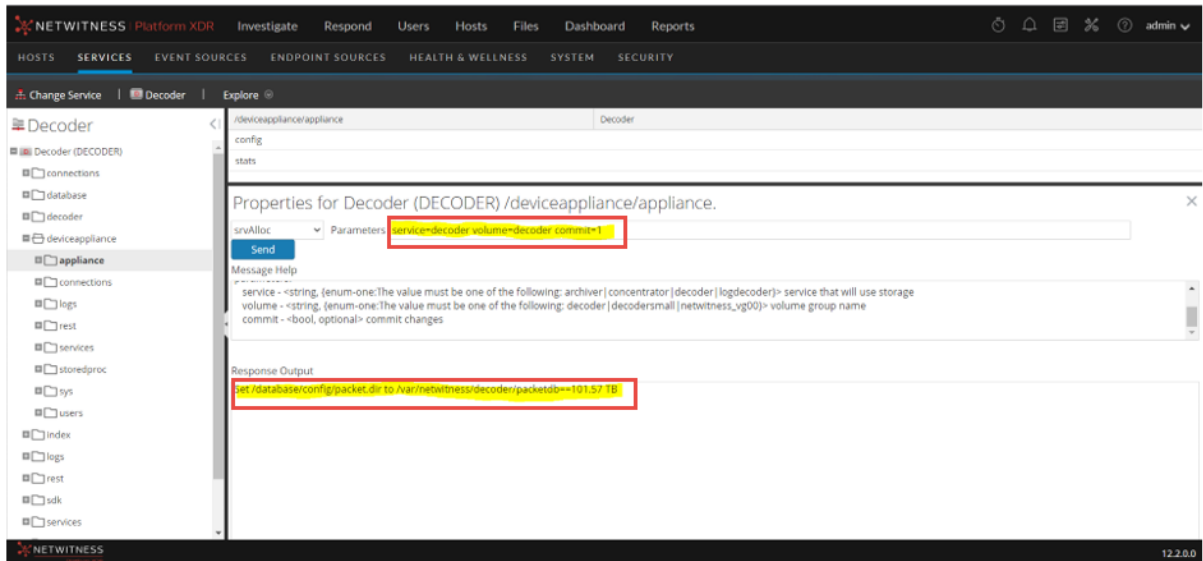 NETWITNESS Platform XDR Investigate Respond Users Hosts Files Dashboard Reports admin
HOSTS SERVICES EVENT SOURCES ENDPOINT SOURCES HEALTH & WELLNESS SYSTEM SECURITY
Change Service | Decoder | Explore
Decoder
Decoder (DECODER)
connections
database
decoder
deviceappliance
appliance
connections
logs
rest
services
storedproc
sys
users
index
logs
rest
sdk
services
/deviceappliance/appliance Decoder
config
stats
Properties for Decoder (DECODER) /deviceappliance/appliance.
srvAlloc Parameters service=decoder volume=decoder commit=1
Send
Message Help
service - <string, {enum-one:The value must be one of the following: archiver|concentrator|decoder|logdecoder}> service that will use storage
volume - <string, {enum-one:The value must be one of the following: decoder|decodersmall|netwitness_vg00}> volume group name
commit - <bool, optional> commit changes
Response Output
Set /database/config/packet.dir to /var/netwitness/decoder/packetdb==101.57 TB
NETWITNESS 12.2.0.0